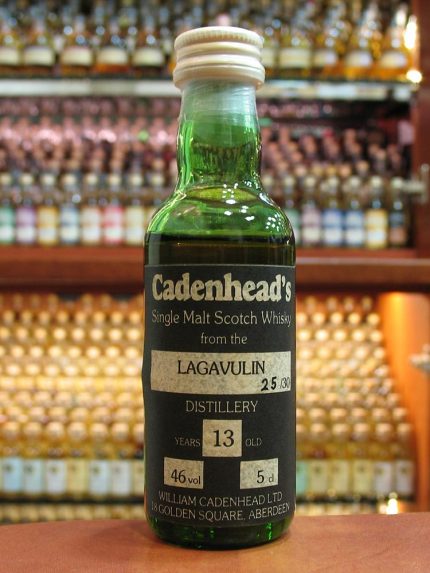 Cadenhead's
Single Malt Scotch Whisky
from the
LAGAVULIN
25/30
DISTILLERY
YEARS 13 OLD
46 vol 5 cl
WILLIAM CADENHEAD LTD
18 GOLDEN SQUARE, ABERDEEN